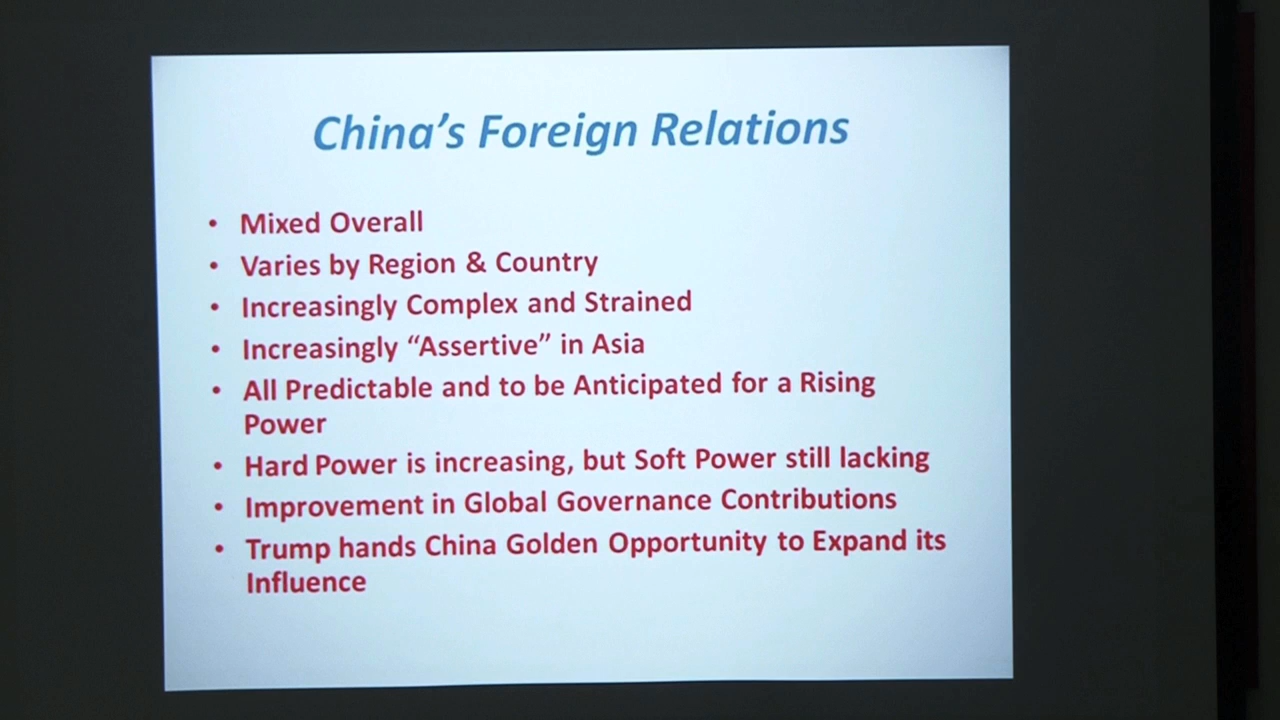 China’s Foreign Relations
• Mixed Overall
• Varies by Region & Country
• Increasingly Complex and Strained
• Increasingly “Assertive” in Asia
• All Predictable and to be Anticipated for a Rising
Power
• Hard Power is increasing, but Soft Power still lacking
• Improvement in Global Governance Contributions
• Trump hands China Golden Opportunity to Expand its
Influence